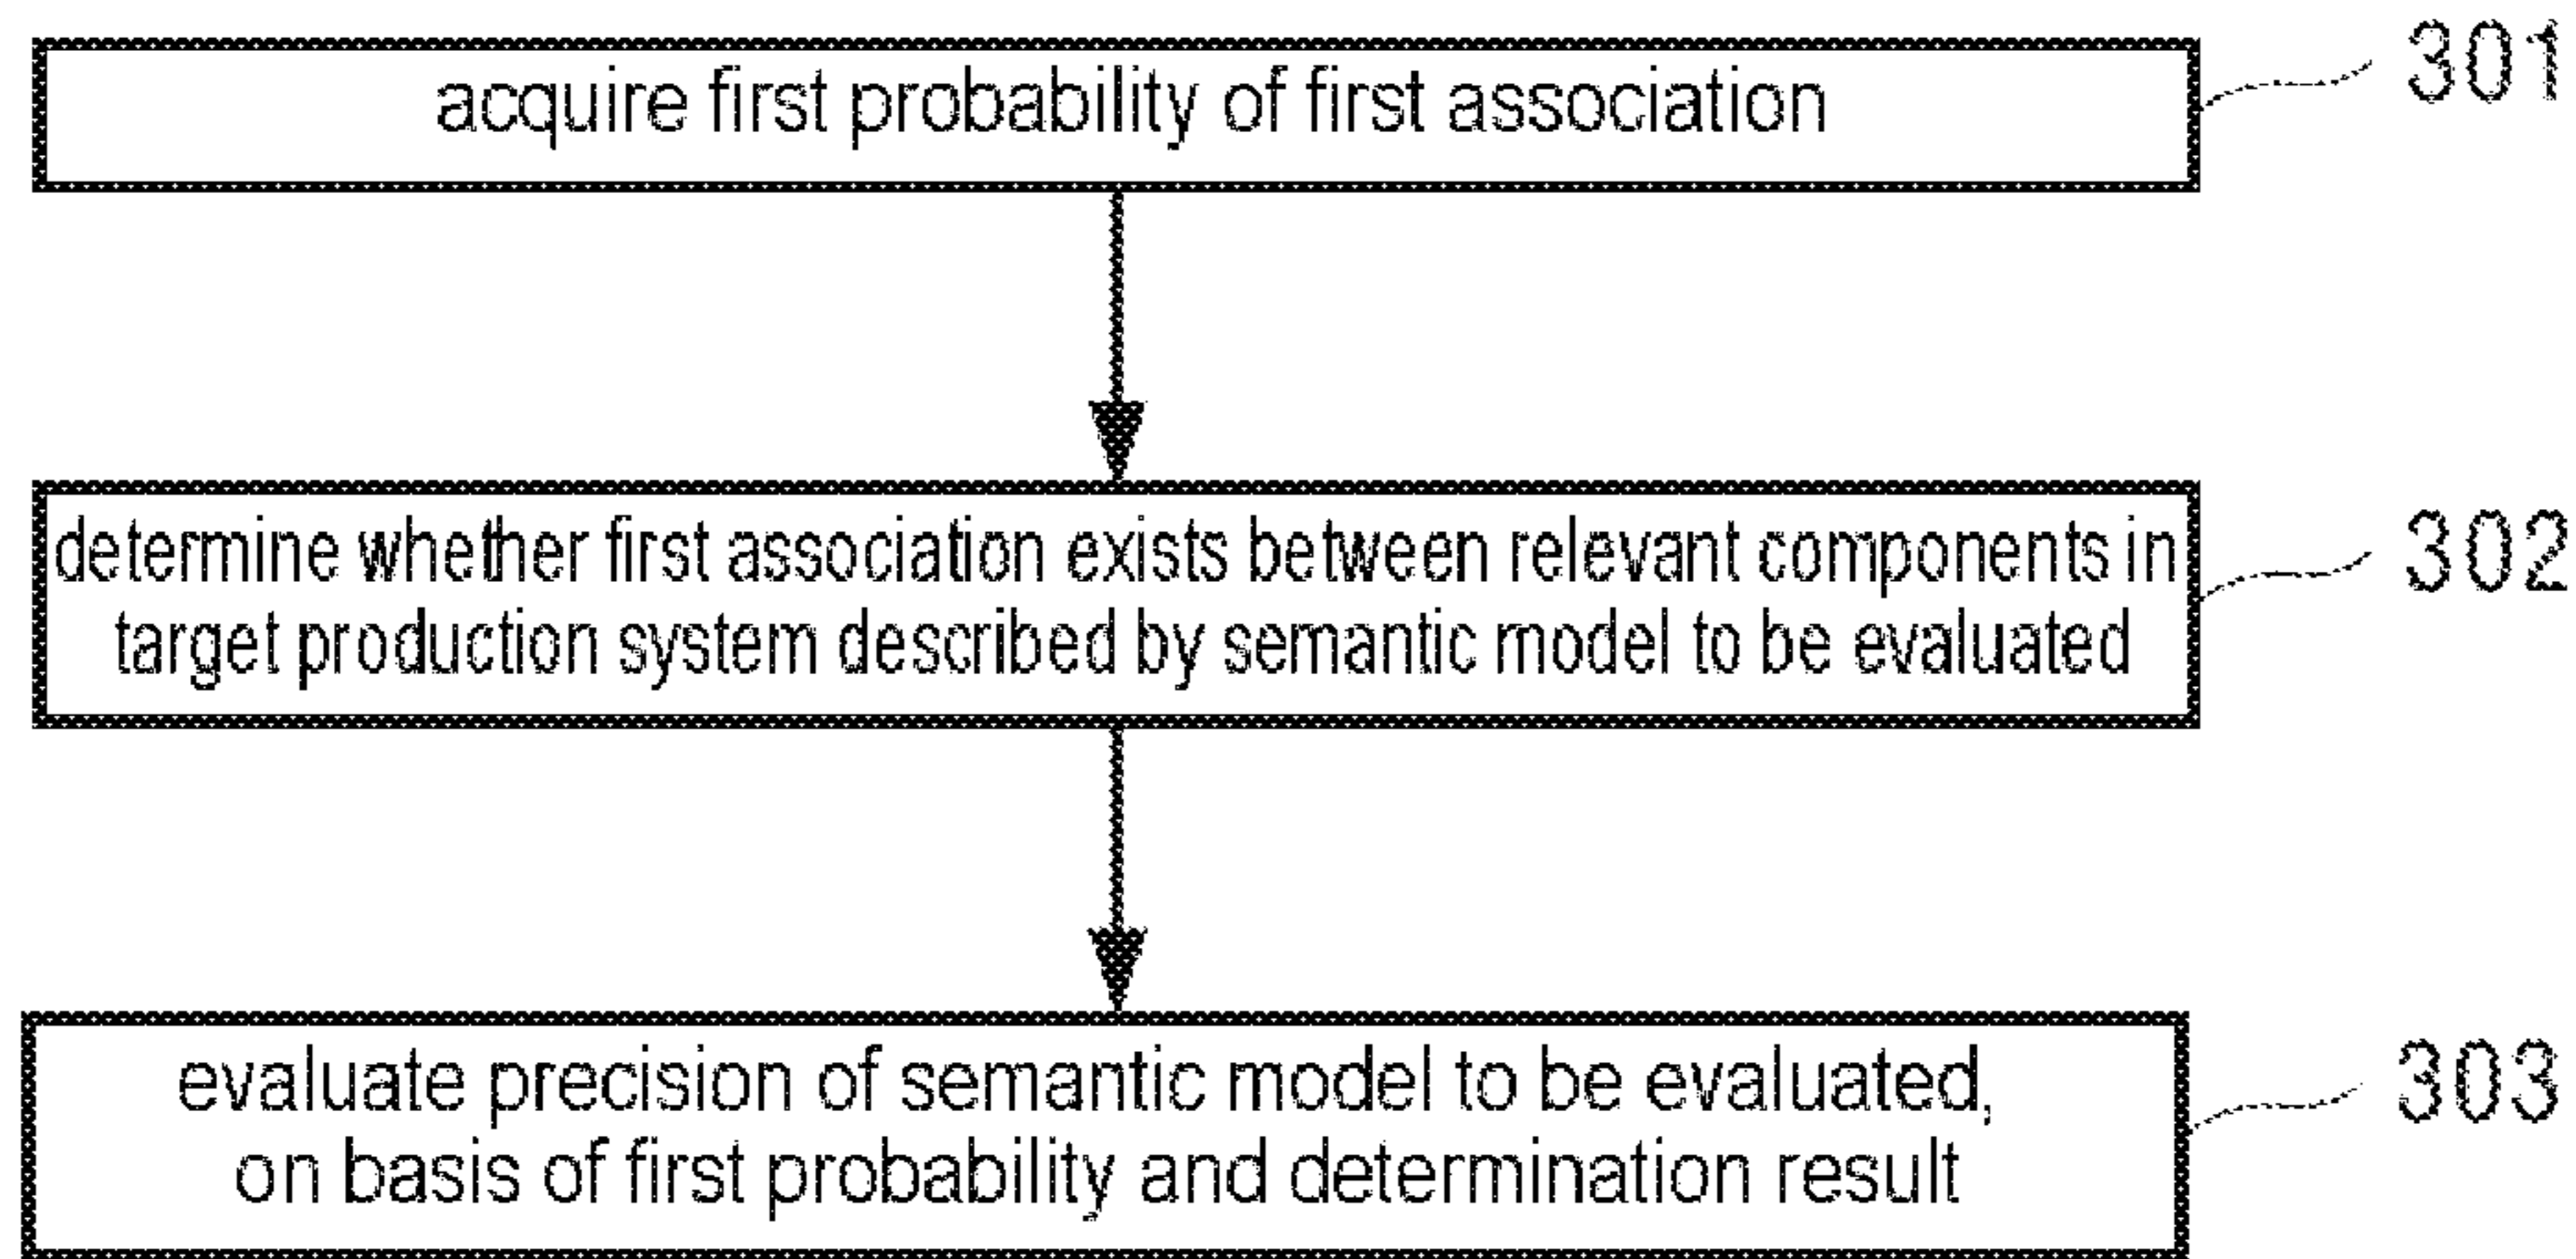 acquire first probability of first association
301
determine whether first association exists between relevant components in
target production system described by semantic model to be evaluated
302
evaluate precision of semantic model to be evaluated,
on basis of first probability and determination result
303